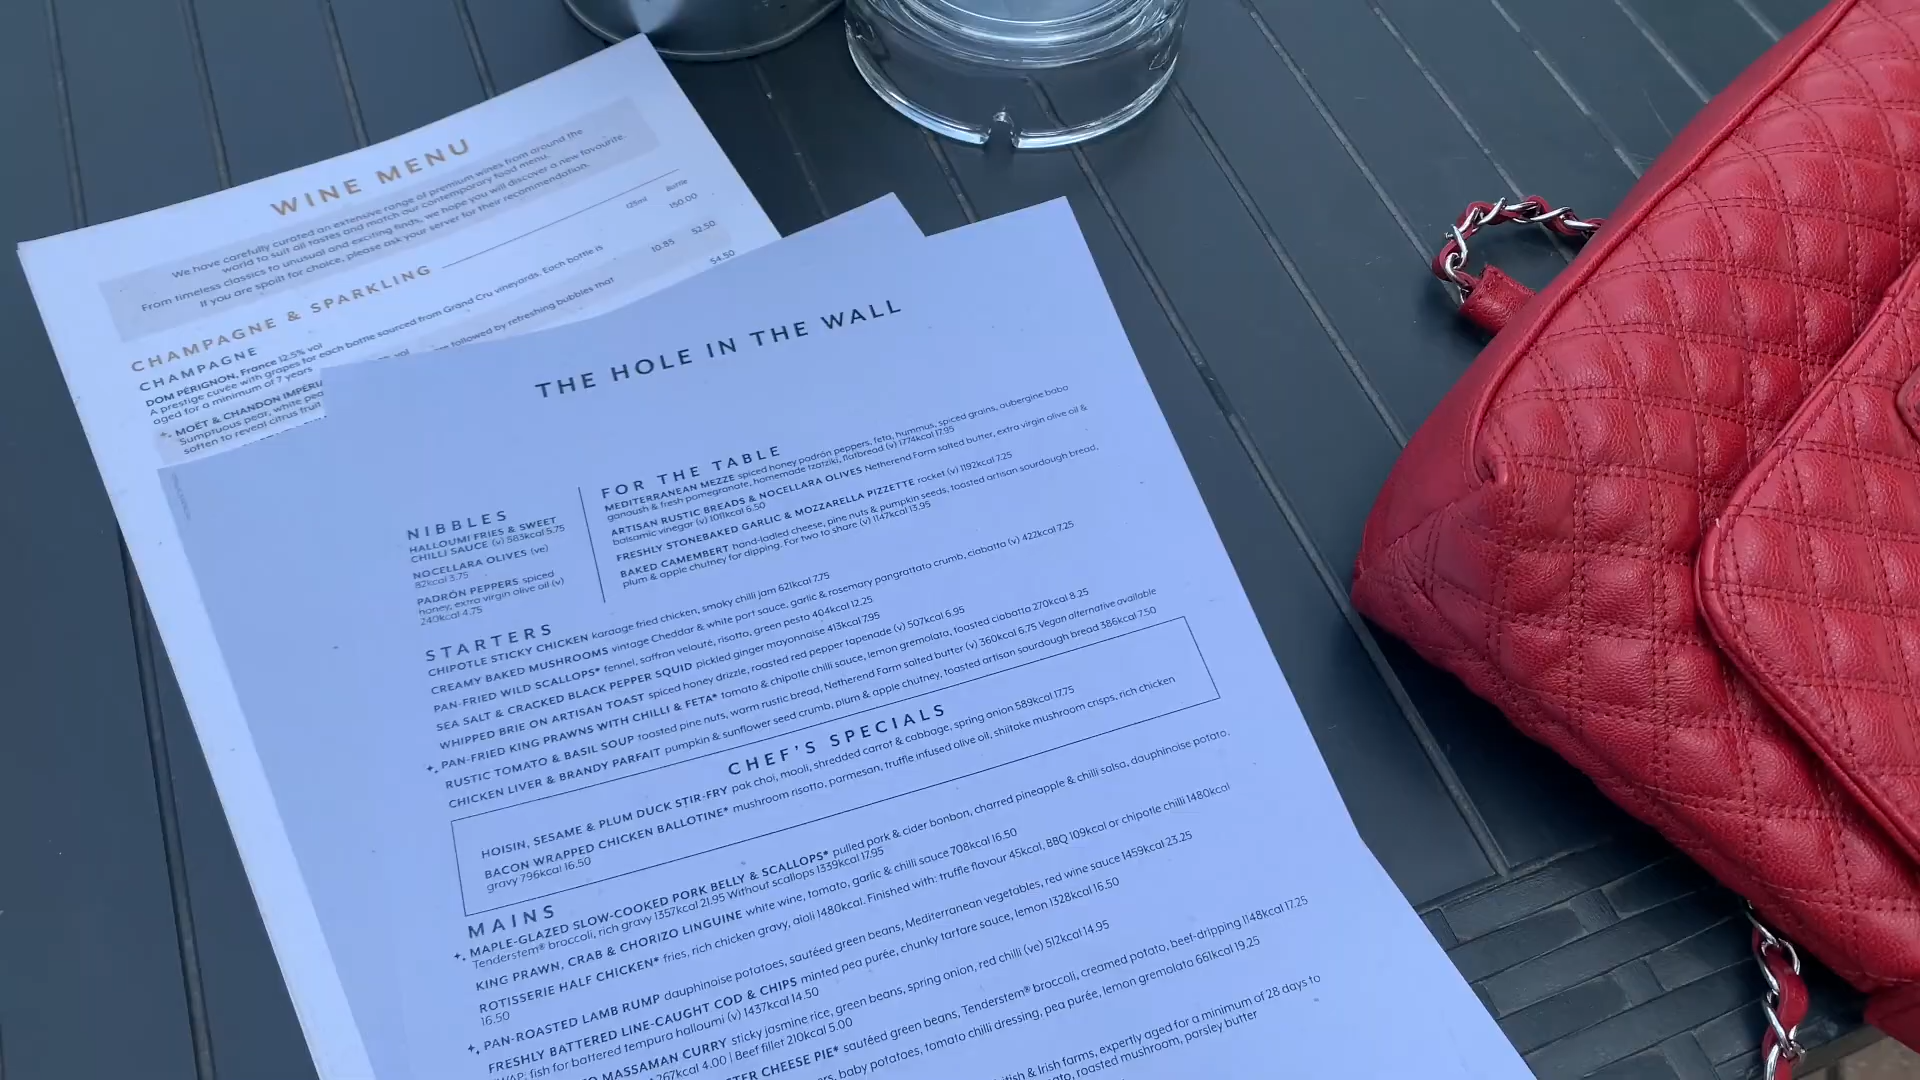 WINE MENU
We have carefully curated an extensive range of premium wines from around the
world to suit all tastes and match our contemporary food menu.
From timeless classics to unusual and exciting finds, we hope you will discover a new favourite.
If you are spoilt for choice, please ask your server for their recommendation.
CHAMPAGNE & SPARKLING
125ml Bottle
CHAMPAGNE
DOM PÉRIGNON, France 12.5% vol 150.00
A prestige cuvée with grapes for each bottle sourced from Grand Cru vineyards. Each bottle is
aged for a minimum of 7 years
MOËT & CHANDON IMPÉRI
vol 10.85 52.50
Sumptuous pear, white pea
followed by refreshing bubbles that
soften to reveal citrus fruit
54.50
THE HOLE IN THE WALL
NIBBLES
HALLOUMI FRIES & SWEET
CHILLI SAUCE (v) 583kcal 5.75
NOCELLARA OLIVES (ve)
82kcal 3.75
PADRÓN PEPPERS spiced
honey, extra virgin olive oil (v)
240kcal 4.75
FOR THE TABLE
MEDITERRANEAN MEZZE spiced honey padrón peppers, feta, hummus, spiced grains, aubergine baba
ganoush & fresh pomegranate, homemade tzatziki, flatbread (v) 1774kcal 17.95
ARTISAN RUSTIC BREADS & NOCELLARA OLIVES Netherend Farm salted butter, extra virgin olive oil &
balsamic vinegar (v) 1011kcal 6.50
FRESHLY STONEBAKED GARLIC & MOZZARELLA PIZZETTE rocket (v) 1192kcal 7.25
BAKED CAMEMBERT hand-ladled cheese, pine nuts & pumpkin seeds, toasted artisan sourdough bread,
plum & apple chutney for dipping. For two to share (v) 1147kcal 13.95
STARTERS
CHIPOTLE STICKY CHICKEN karaage fried chicken, smoky chilli jam 621kcal 7.75
CREAMY BAKED MUSHROOMS vintage Cheddar & white port sauce, garlic & rosemary pangrattato crumb, ciabatta (v) 422kcal 7.25
PAN-FRIED WILD SCALLOPS* fennel, saffron velouté, risotto, green pesto 404kcal 12.25
SEA SALT & CRACKED BLACK PEPPER SQUID pickled ginger mayonnaise 413kcal 7.95
WHIPPED BRIE ON ARTISAN TOAST spiced honey drizzle, roasted red pepper tapenade (v) 507kcal 6.95
PAN-FRIED KING PRAWNS WITH CHILLI & FETA* tomato & chipotle chilli sauce, lemon gremolata, toasted ciabatta 270kcal 8.25
RUSTIC TOMATO & BASIL SOUP toasted pine nuts, warm rustic bread, Netherend Farm salted butter (v) 360kcal 6.75 Vegan alternative available
CHICKEN LIVER & BRANDY PARFAIT pumpkin & sunflower seed crumb, plum & apple chutney, toasted artisan sourdough bread 386kcal 7.50
CHEF'S SPECIALS
HOISIN, SESAME & PLUM DUCK STIR-FRY pak choi, mooli, shredded carrot & cabbage, spring onion 589kcal 17.75
BACON WRAPPED CHICKEN BALLOTINE* mushroom risotto, parmesan, truffle infused olive oil, shiitake mushroom crisps, rich chicken
gravy 796kcal 16.50
MAINS
MAPLE-GLAZED SLOW-COOKED PORK BELLY & SCALLOPS* pulled pork & cider bonbon, charred pineapple & chilli salsa, dauphinoise potato,
Tenderstem® broccoli, rich gravy 1357kcal 21.95 Without scallops 1339kcal 17.95
KING PRAWN, CRAB & CHORIZO LINGUINE white wine, tomato, garlic & chilli sauce 708kcal 16.50
ROTISSERIE HALF CHICKEN* fries, rich chicken gravy, aioli 1480kcal. Finished with: truffle flavour 45kcal, BBQ 109kcal or chipotle chilli 1480kcal
16.50
PAN-ROASTED LAMB RUMP dauphinoise potatoes, sautéed green beans, Mediterranean vegetables, red wine sauce 1459kcal 23.25
FRESHLY BATTERED LINE-CAUGHT COD & CHIPS minted pea purée, chunky tartare sauce, lemon 1328kcal 16.50
SWAP: fish for battered tempura halloumi (v) 1437kcal 14.50
MASSAMAN CURRY sticky jasmine rice, green beans, spring onion, red chilli (ve) 512kcal 14.95
267kcal 4.00 | Beef fillet 210kcal 5.00
CHEESE PIE* sautéed green beans, Tenderstem® broccoli, creamed potato, beef-dripping 1148kcal 17.25
baby potatoes, tomato chilli dressing, pea purée, lemon gremolata 661kcal 19.25
& Irish farms, expertly aged for a minimum of 28 days to
roasted mushroom, parsley butter